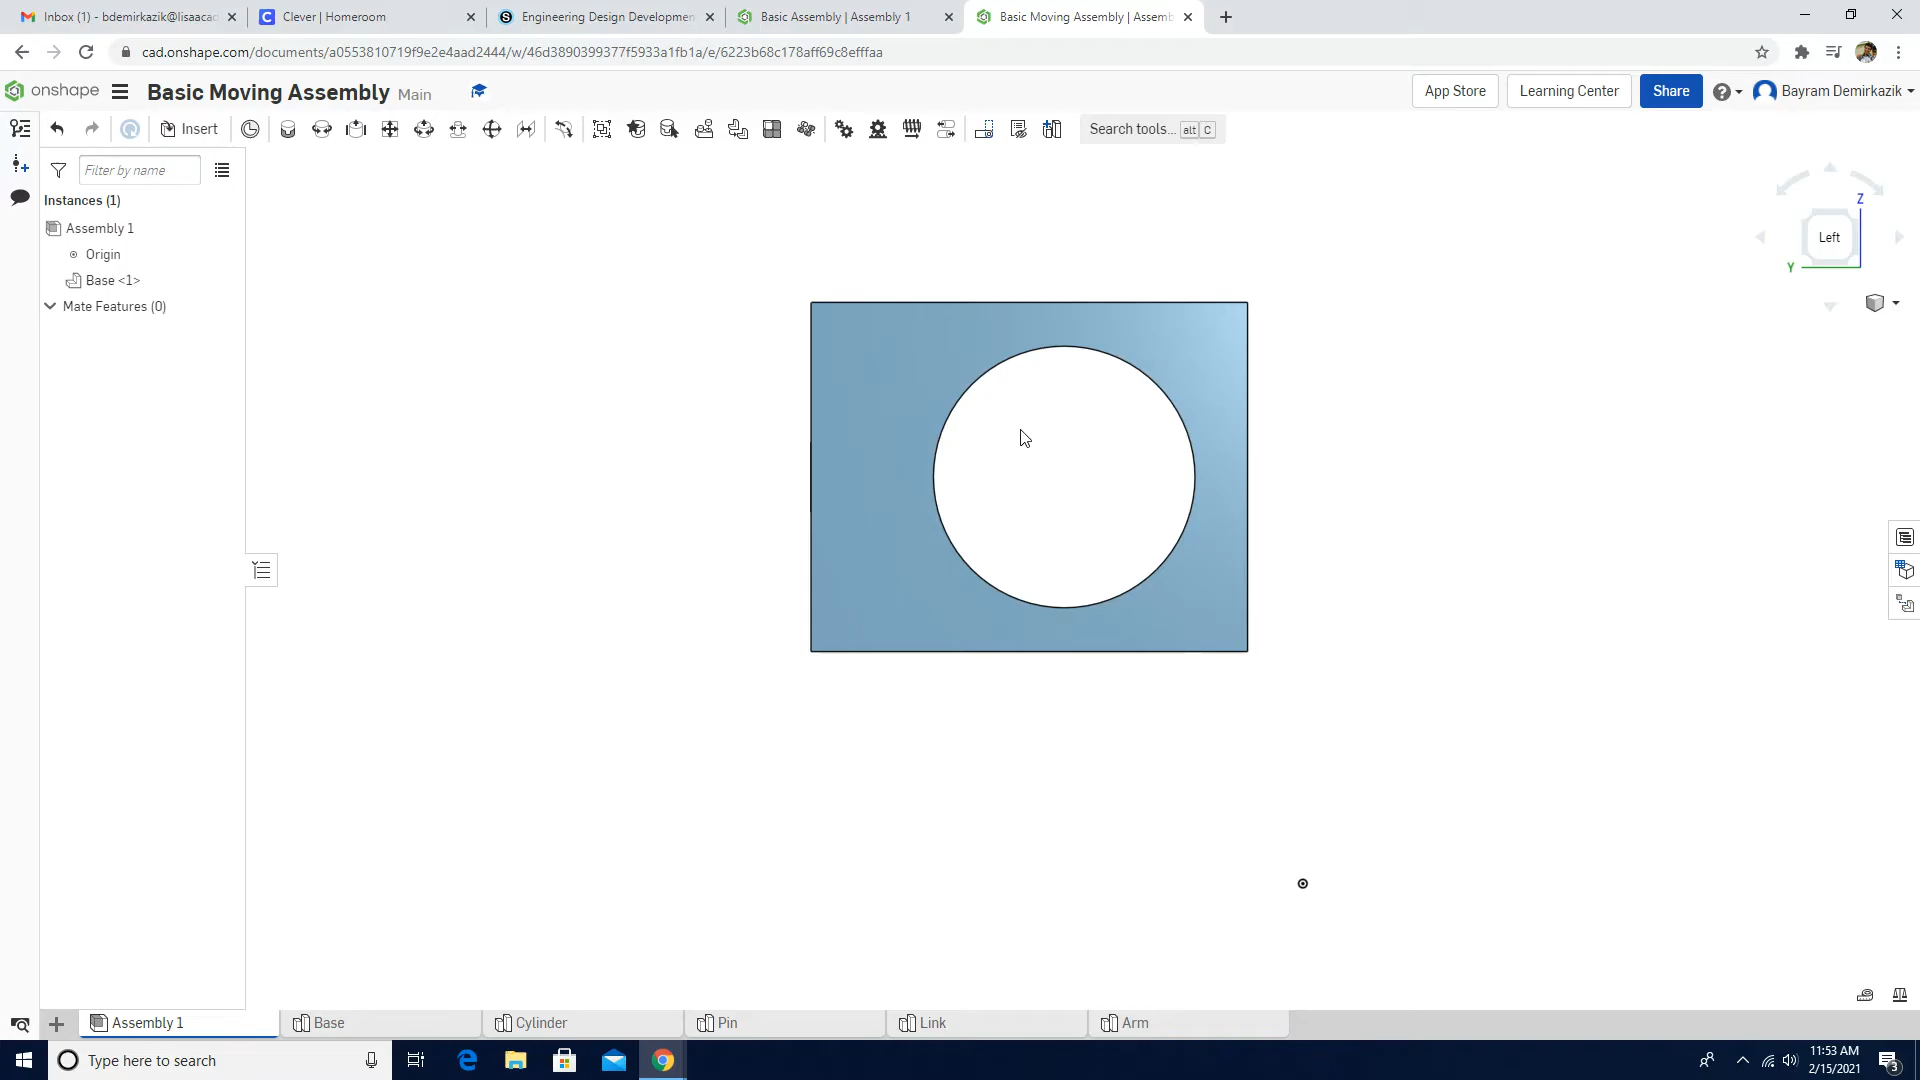 Inbox (1) - bdemirkazik@lisaacad
Clever | Homeroom
Engineering Design Developmen
Basic Assembly | Assembly 1
Basic Moving Assembly | Assemb
cad.onshape.com/documents/a0553810719f9e2e4aad2444/w/46d3890399377f5933a1fb1a/e/6223b68c178aff69c8efffaa
onshape
Basic Moving Assembly Main
App Store
Learning Center
Share
Bayram Demirkazik
Insert
Search tools... alt C
Filter by name
Instances (1)
Assembly 1
Origin
Base <1>
Mate Features (0)
Z
Left
Y
Assembly 1
Base
Cylinder
Pin
Link
Arm
Type here to search
11:53 AM
2/15/2021
3